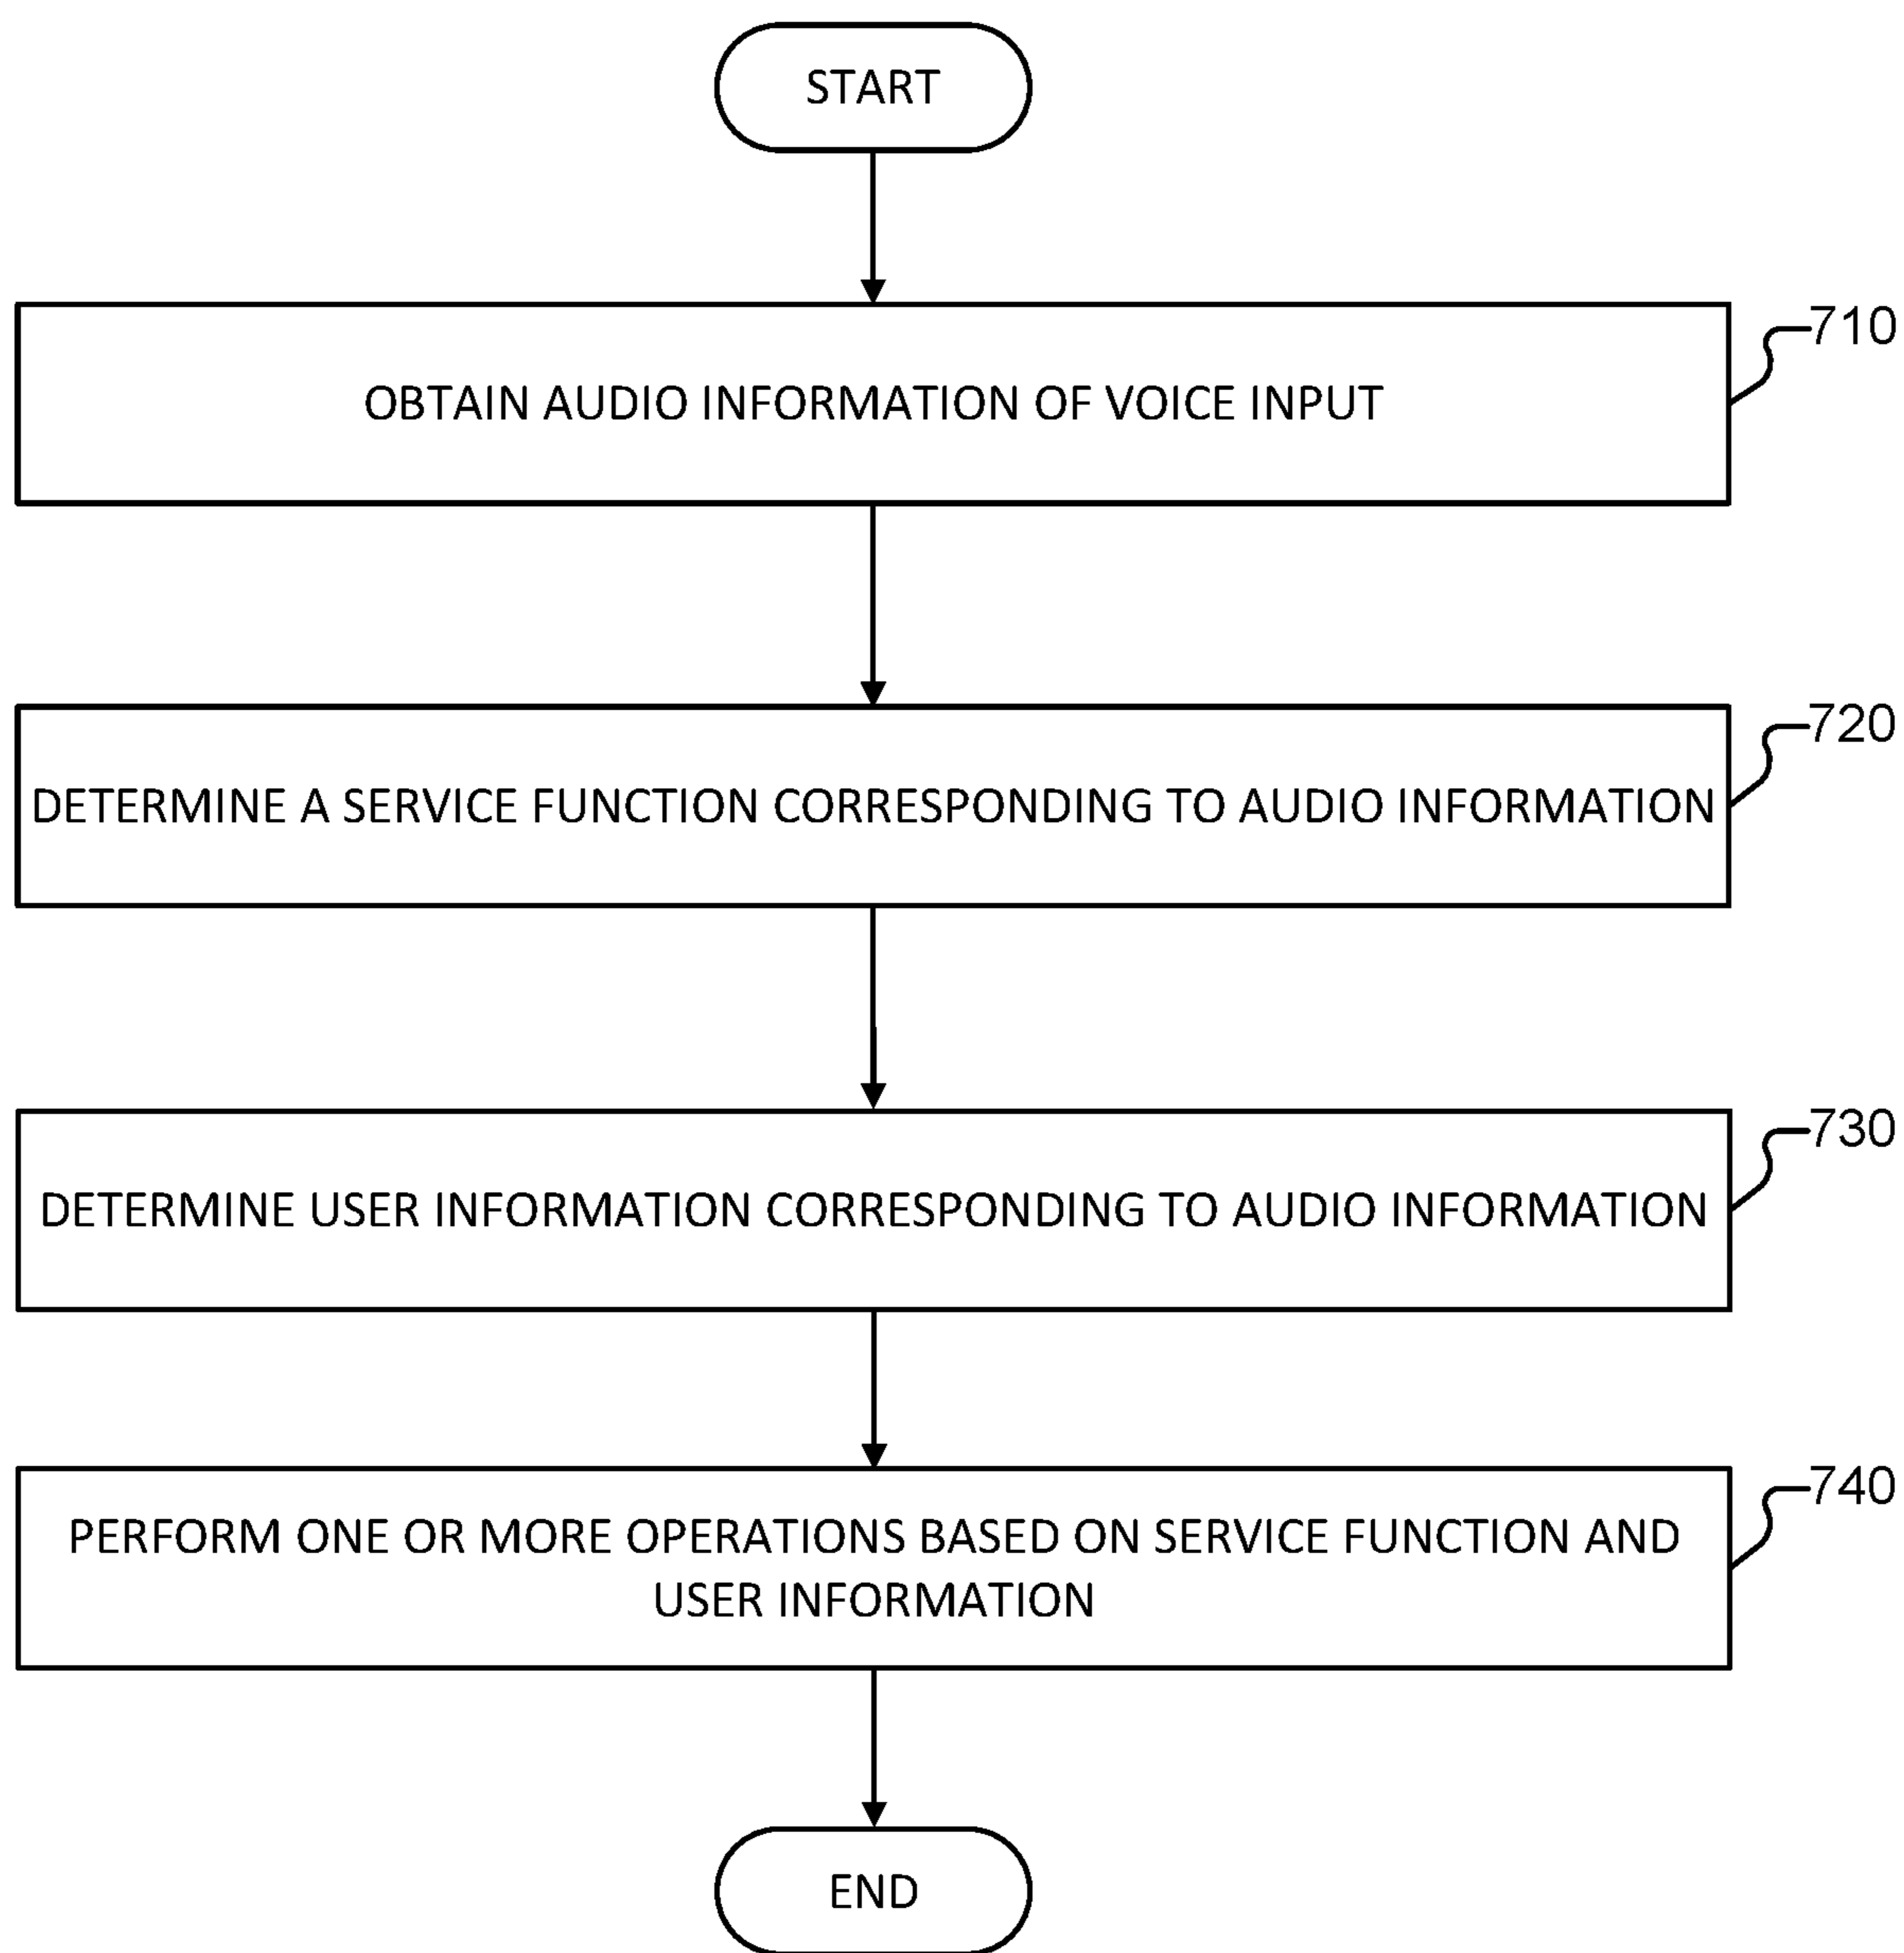 START
710
OBTAIN AUDIO INFORMATION OF VOICE INPUT
720
DETERMINE A SERVICE FUNCTION CORRESPONDING TO AUDIO INFORMATION
730
DETERMINE USER INFORMATION CORRESPONDING TO AUDIO INFORMATION
740
PERFORM ONE OR MORE OPERATIONS BASED ON SERVICE FUNCTION AND
USER INFORMATION
END